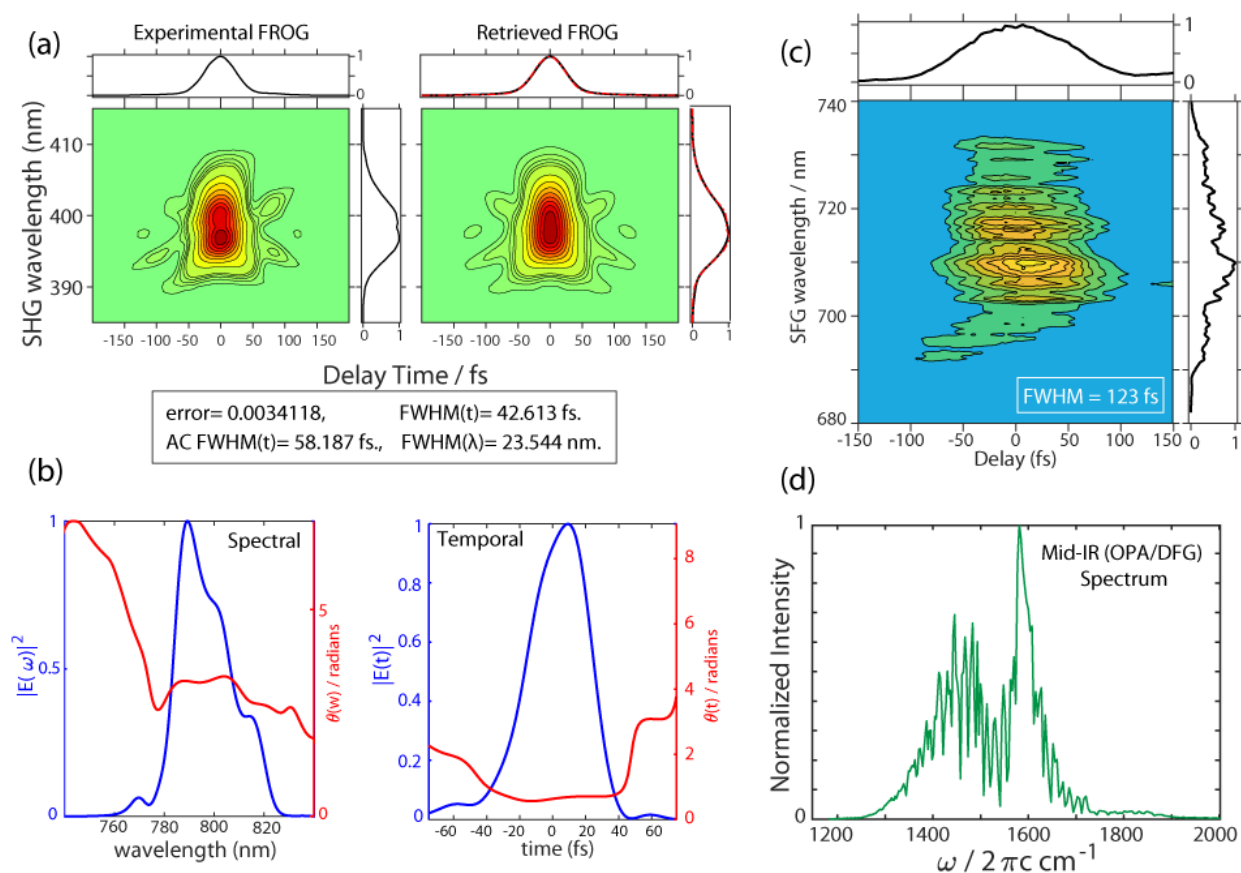 (a)
Experimental FROG
Retrieved FROG
1
0
1
0
SHG wavelength (nm)
410
400
390
0 1
0 1
-150 -100 -50 0 50 100 150
-150 -100 -50 0 50 100 150
Delay Time / fs
error= 0.0034118, FWHM(t)= 42.613 fs.
AC FWHM(t)= 58.187 fs., FWHM(λ)= 23.544 nm.
(b)
Spectral
|E(ω)|²
1
0.5
0
5
0
θ(w) / radians
760 780 800 820
wavelength (nm)
Temporal
|E(t)|²
1
0.8
0.6
0.4
0.2
0
8
6
4
2
0
θ(t) / radians
-60 -40 -20 0 20 40 60
time (fs)
(c)
1
0
SFG wavelength / nm
740
720
700
680
FWHM = 123 fs
-150 -100 -50 0 50 100 150
0 1
Delay (fs)
(d)
Mid-IR (OPA/DFG)
Spectrum
Normalized Intensity
1
0
1200 1400 1600 1800 2000
ω / 2 πc cm⁻¹